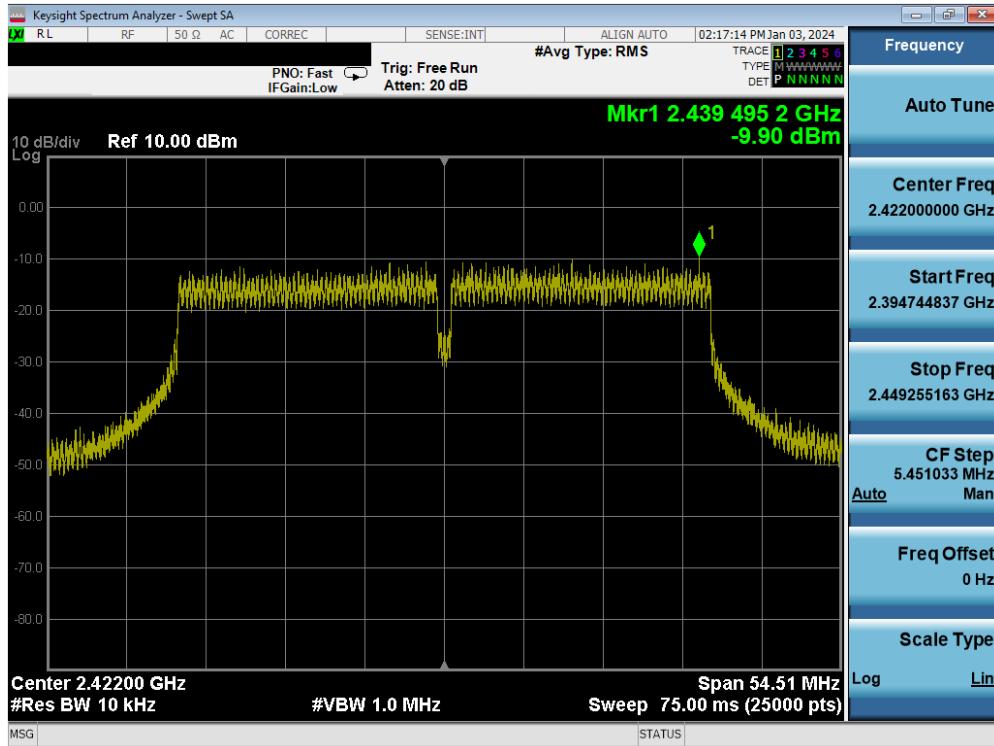 Keysight Spectrum Analyzer - Swept SA
LXI RL RF 50 Ω AC CORREC SENSE:INT ALIGN AUTO 02:17:14 PM Jan 03, 2024
#Avg Type: RMS TRACE 1 2 3 4 5 6
PNO: Fast Trig: Free Run TYPE M W W W W W
IFGain:Low Atten: 20 dB DET P N N N N N
Mkr1 2.439 495 2 GHz
-9.90 dBm
10 dB/div Ref 10.00 dBm
Log
1
0.00
-10.0
-20.0
-30.0
-40.0
-50.0
-60.0
-70.0
-80.0
Center 2.42200 GHz Span 54.51 MHz
#Res BW 10 kHz #VBW 1.0 MHz Sweep 75.00 ms (25000 pts)
MSG STATUS
Frequency
Auto Tune
Center Freq
2.422000000 GHz
Start Freq
2.394744837 GHz
Stop Freq
2.449255163 GHz
CF Step
5.451033 MHz
Auto Man
Freq Offset
0 Hz
Scale Type
Log Lin